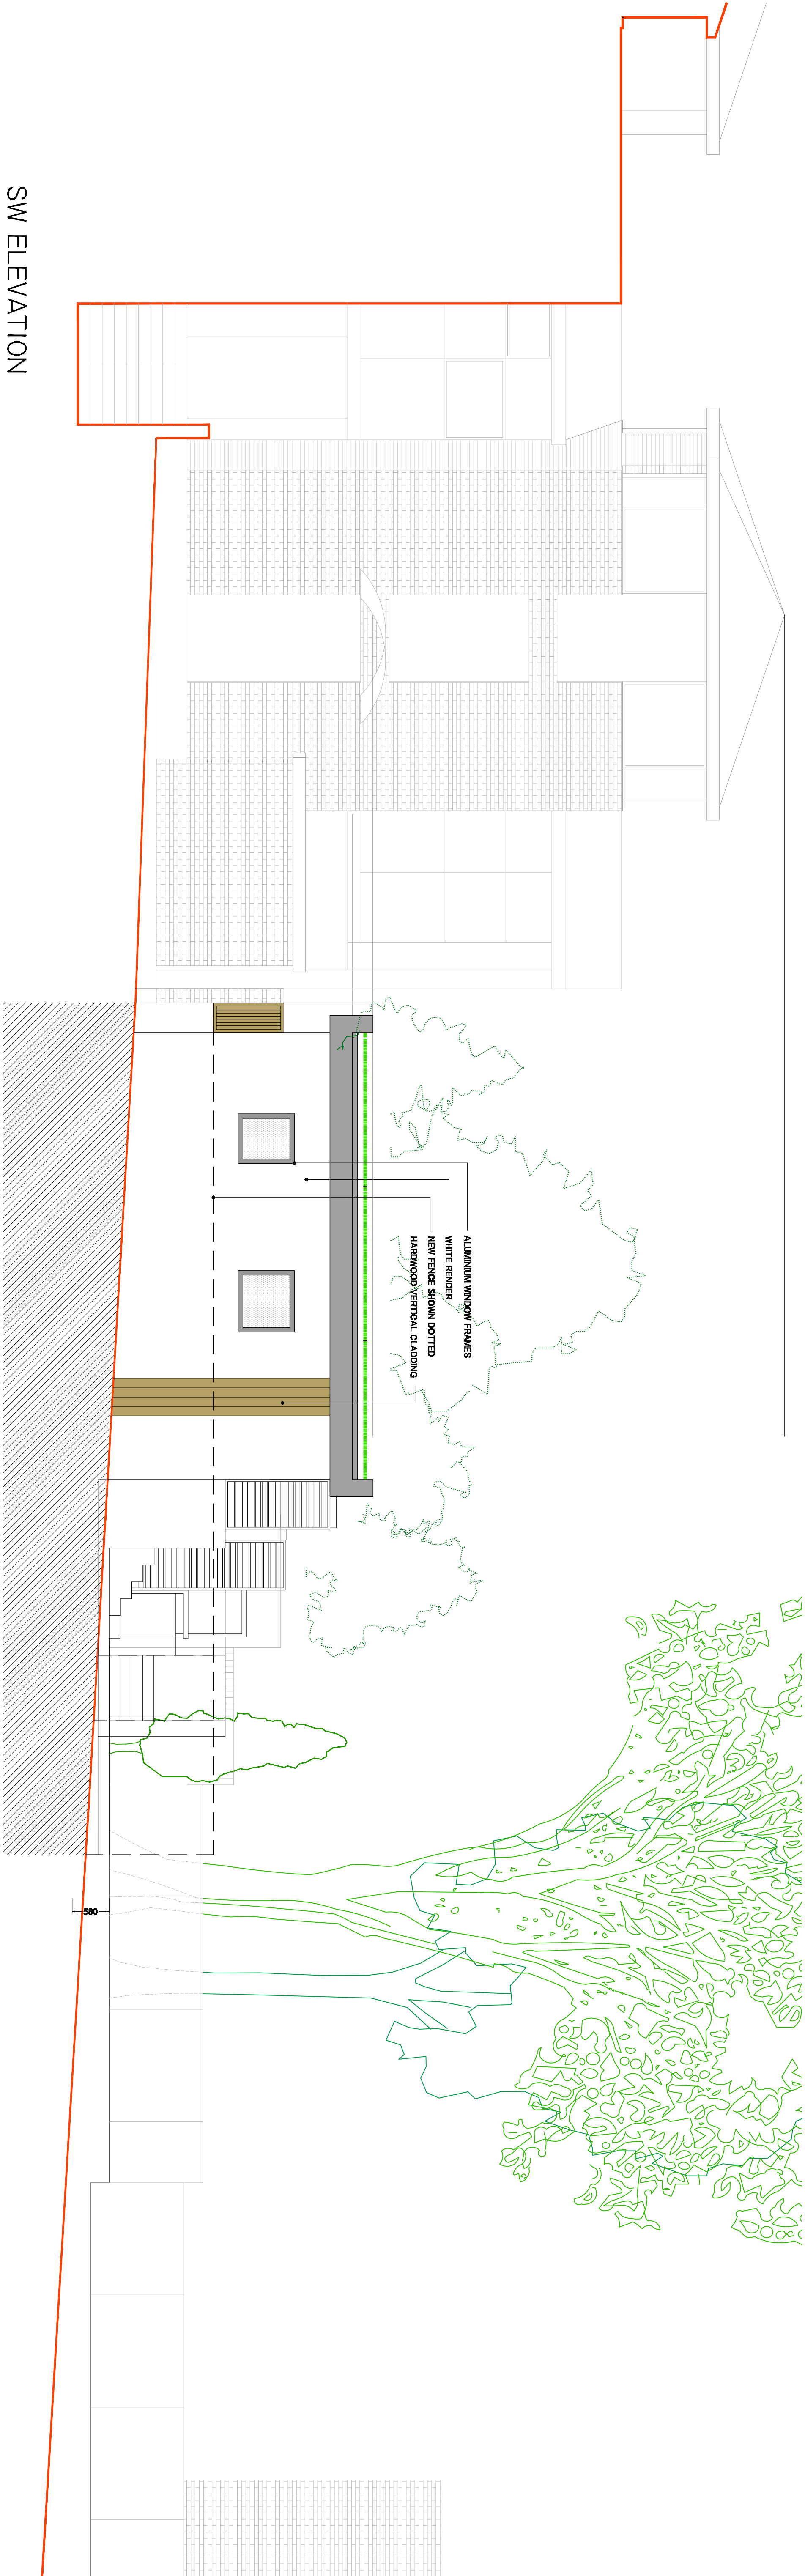 ALUMINIUM WINDOW FRAMES
WHITE RENDER
NEW FENCE SHOWN DOTTED
HARDWOOD VERTICAL CLADDING
580
SW ELEVATION